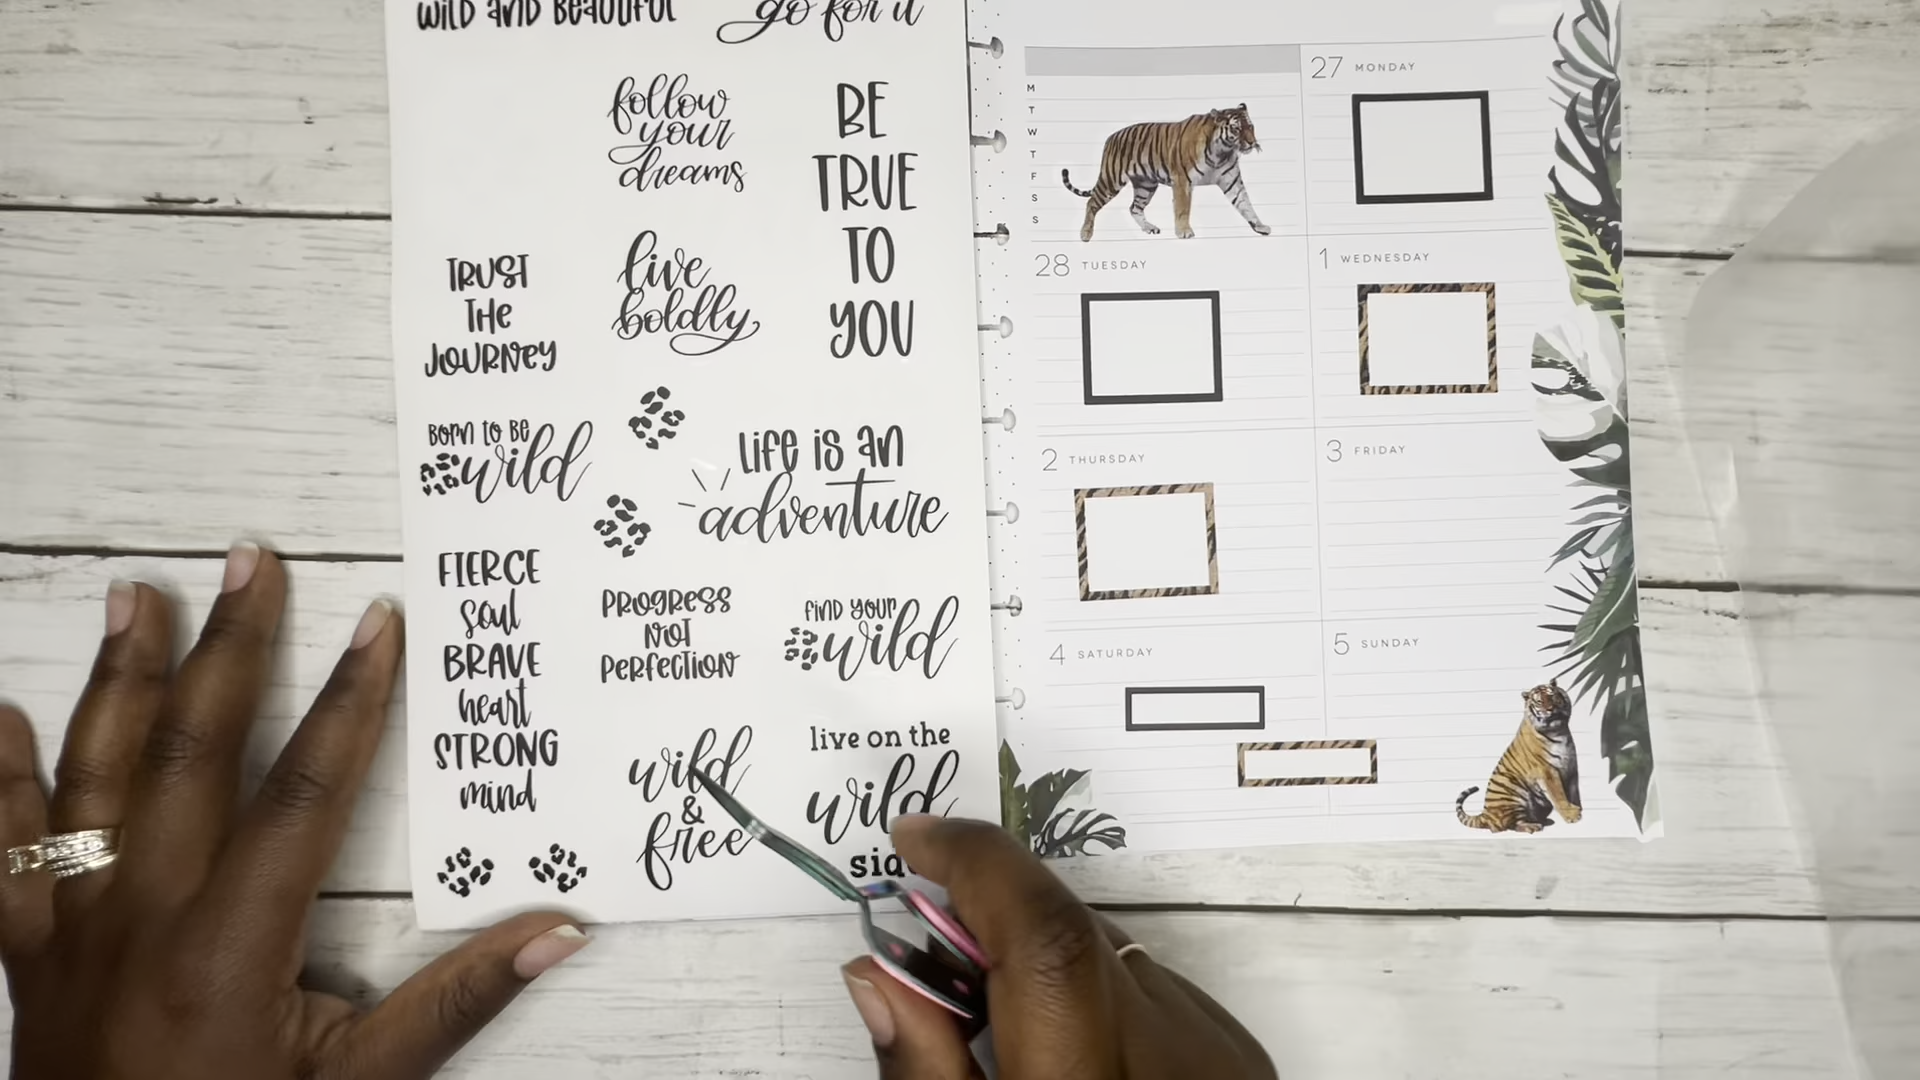 WILD AND BEAUTIFUL
go for it
follow
your
dreams
BE
TRUE
TO
YOU
TRUST
THE
JOURNEY
live
boldly
BORN TO BE
wild
LIFE IS AN
adventure
FIERCE
soul
BRAVE
heart
STRONG
mind
PROGRESS
NOT
PERFECTION
FIND YOUR
wild
wild
&
free
live on the
wild
side
M
T
W
T
F
S
S
27 MONDAY
28 TUESDAY
1 WEDNESDAY
2 THURSDAY
3 FRIDAY
4 SATURDAY
5 SUNDAY